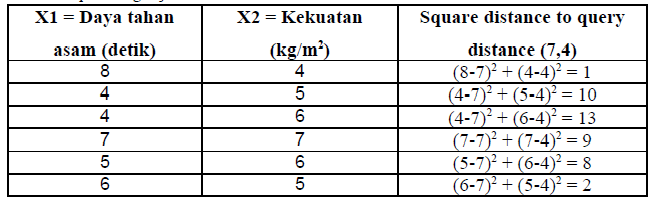 X1 = Daya tahan asam (detik) X2 = Kekuatan (kg/m²) Square distance to query distance (7,4)
8 4 (8-7)² + (4-4)² = 1
4 5 (4-7)² + (5-4)² = 10
4 6 (4-7)² + (6-4)² = 13
7 7 (7-7)² + (7-4)² = 9
5 6 (5-7)² + (6-4)² = 8
6 5 (6-7)² + (5-4)² = 2